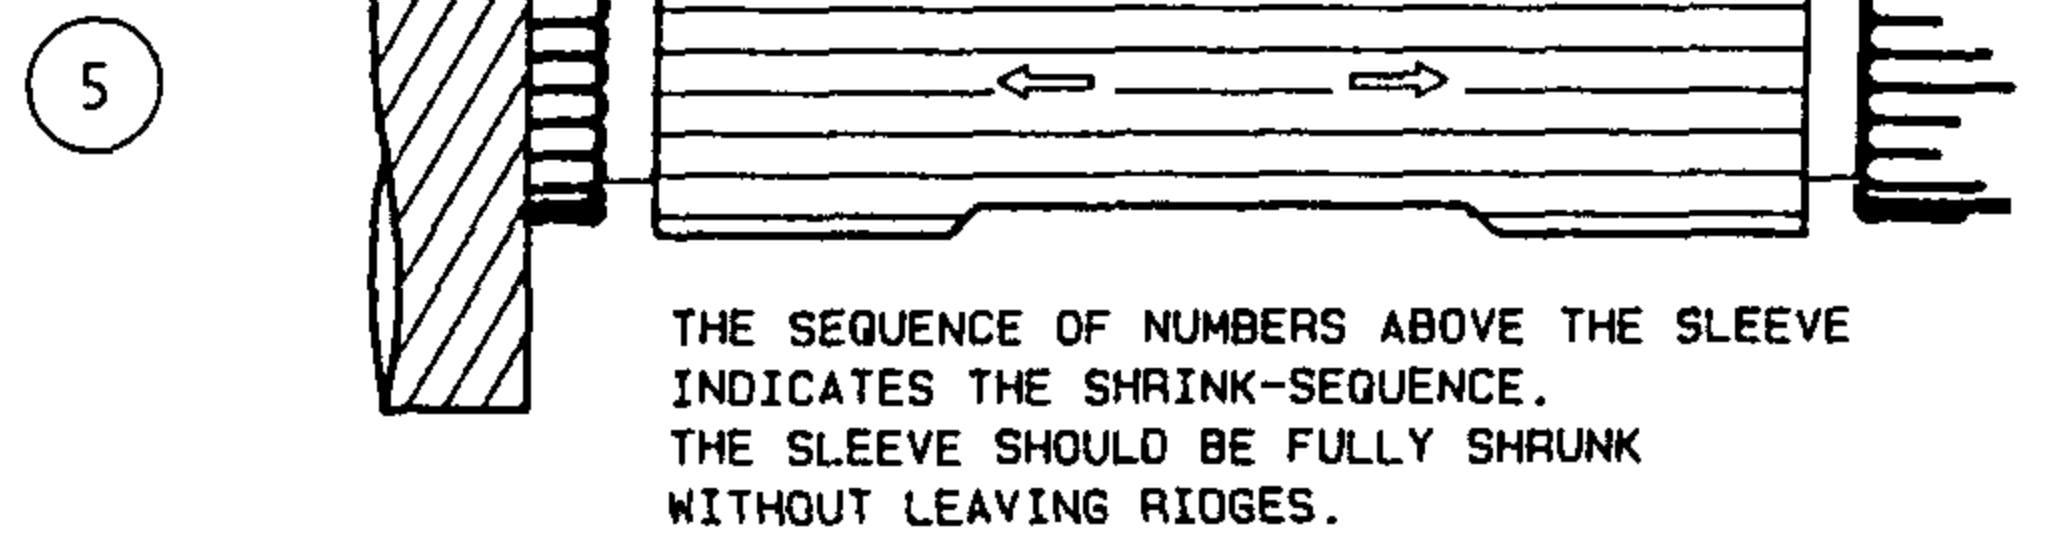 5
THE SEQUENCE OF NUMBERS ABOVE THE SLEEVE
INDICATES THE SHRINK-SEQUENCE.
THE SLEEVE SHOULD BE FULLY SHRUNK
WITHOUT LEAVING RIDGES.